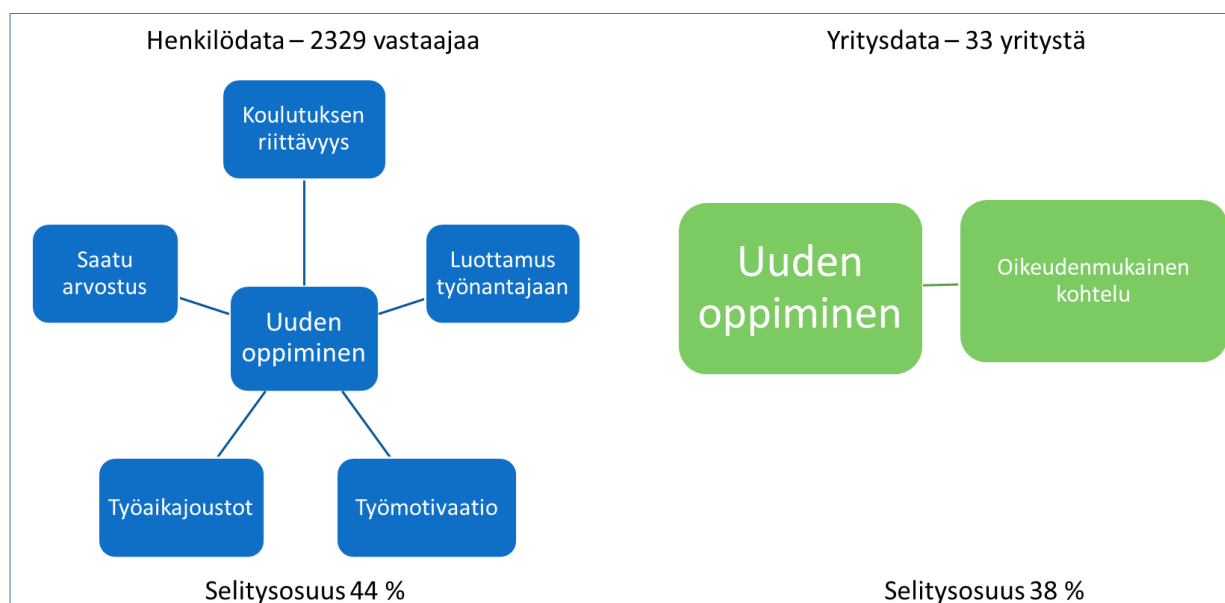 Henkilödata – 2329 vastaajaa
Koulutuksen
riittävyys
Saatu
arvostus
Luottamus
työnantajaan
Uuden
oppiminen
Työaikajoustot
Työmotivaatio
Selitysosuus 44 %
Yritysdata – 33 yritystä
Uuden
oppiminen
Oikeudenmukainen
kohtelu
Selitysosuus 38 %